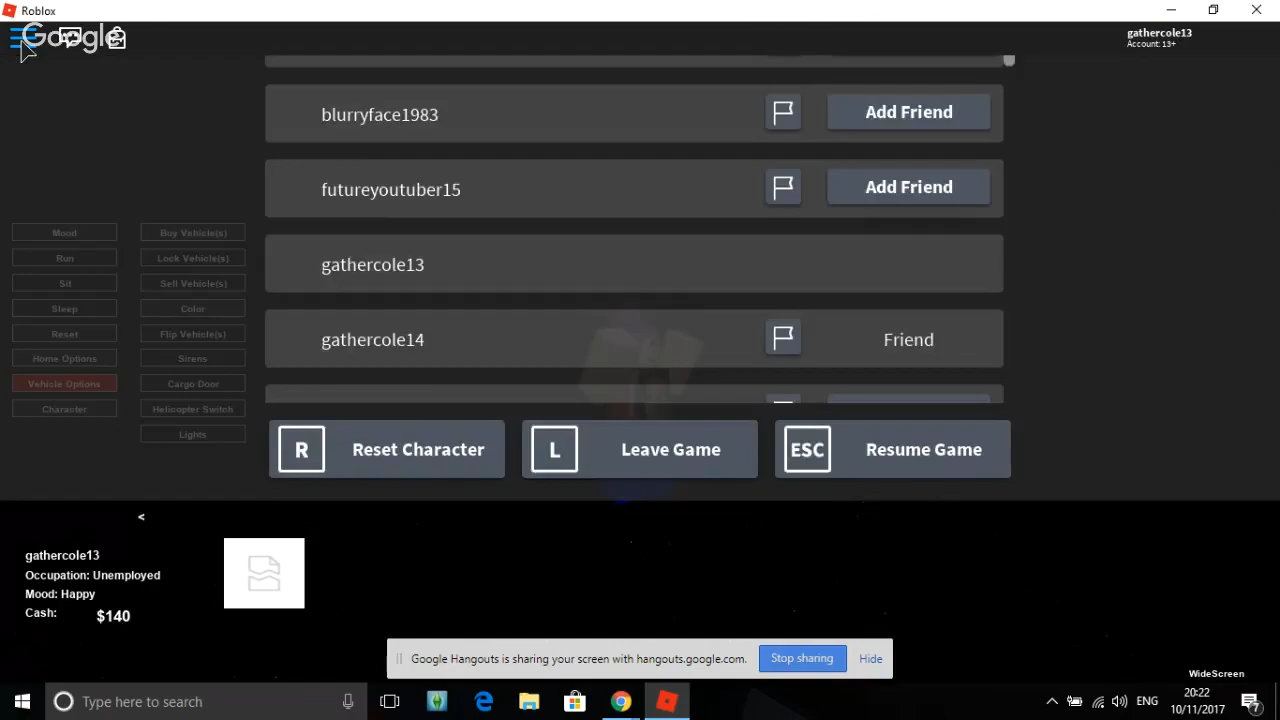 Roblox
Google
gathercole13
Account: 13+
blurryface1983
Add Friend
futureyoutuber15
Add Friend
gathercole13
gathercole14
Friend
Mood
Buy Vehicle(s)
Run
Lock Vehicle(s)
Sit
Sell Vehicle(s)
Sleep
Color
Reset
Flip Vehicle(s)
Home Options
Sirens
Vehicle Options
Cargo Door
Character
Helicopter Switch
Lights
R Reset Character
L Leave Game
ESC Resume Game
<
gathercole13
Occupation: Unemployed
Mood: Happy
Cash: $140
Google Hangouts is sharing your screen with hangouts.google.com.
Stop sharing
Hide
WideScreen
Type here to search
ENG
20:22
10/11/2017
7